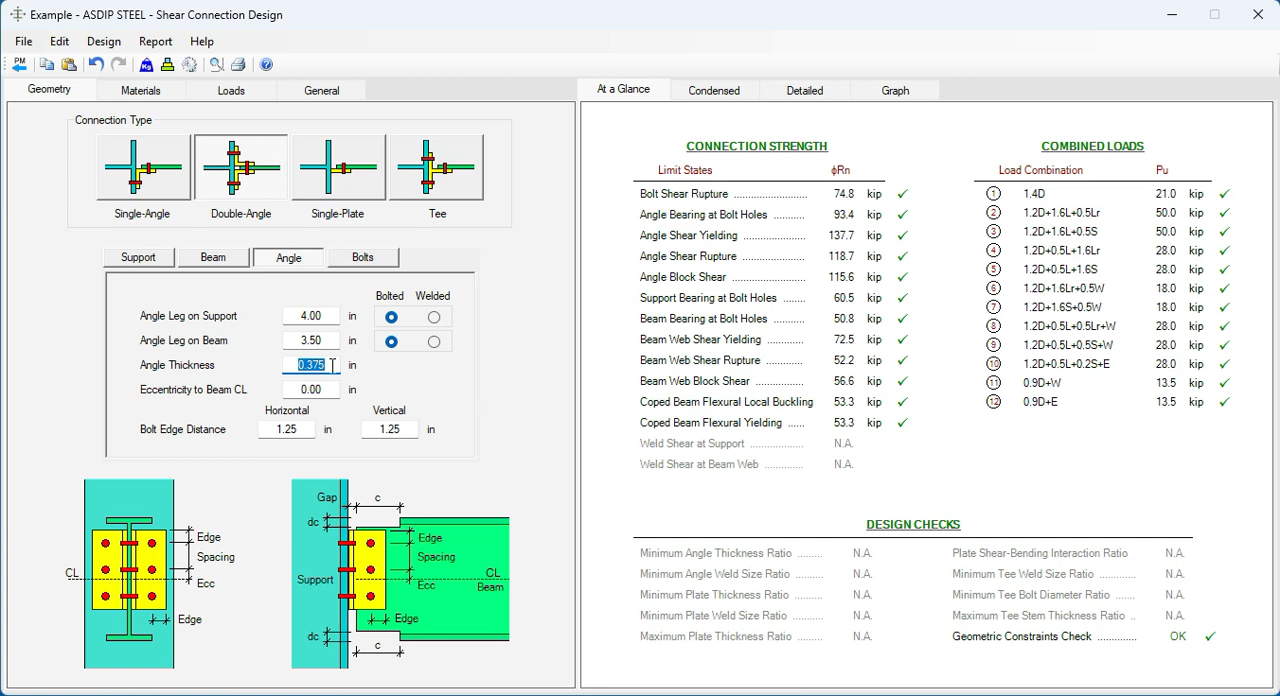 Example - ASDIP STEEL - Shear Connection Design
File Edit Design Report Help
PM Ks
Geometry Materials Loads General
Connection Type
Single-Angle Double-Angle Single-Plate Tee
Support Beam Angle Bolts
Bolted Welded
Angle Leg on Support 4.00 in
Angle Leg on Beam 3.50 in
Angle Thickness 0.375 in
Eccentricity to Beam CL 0.00 in
Horizontal Vertical
Bolt Edge Distance 1.25 in 1.25 in
Edge
Spacing
CL
Ecc
Edge
Gap c
dc
Edge
Spacing
Support CL
Ecc Beam
Edge
dc
c
At a Glance Condensed Detailed Graph
CONNECTION STRENGTH
Limit States ϕRn
Bolt Shear Rupture .................... 74.8 kip ✓
Angle Bearing at Bolt Holes .......... 93.4 kip ✓
Angle Shear Yielding ..................... 137.7 kip ✓
Angle Shear Rupture .................... 118.7 kip ✓
Angle Block Shear ....................... 115.6 kip ✓
Support Bearing at Bolt Holes ....... 60.5 kip ✓
Beam Bearing at Bolt Holes .......... 50.8 kip ✓
Beam Web Shear Yielding ............ 72.5 kip ✓
Beam Web Shear Rupture ........... 52.2 kip ✓
Beam Web Block Shear ............... 56.6 kip ✓
Coped Beam Flexural Local Buckling 53.3 kip ✓
Coped Beam Flexural Yielding ...... 53.3 kip ✓
Weld Shear at Support .................. N.A.
Weld Shear at Beam Web ............. N.A.
COMBINED LOADS
Load Combination Pu
1 1.4D 21.0 kip ✓
2 1.2D+1.6L+0.5Lr 50.0 kip ✓
3 1.2D+1.6L+0.5S 50.0 kip ✓
4 1.2D+0.5L+1.6Lr 28.0 kip ✓
5 1.2D+0.5L+1.6S 28.0 kip ✓
6 1.2D+1.6Lr+0.5W 18.0 kip ✓
7 1.2D+1.6S+0.5W 18.0 kip ✓
8 1.2D+0.5L+0.5Lr+W 28.0 kip ✓
9 1.2D+0.5L+0.5S+W 28.0 kip ✓
10 1.2D+0.5L+0.2S+E 28.0 kip ✓
11 0.9D+W 13.5 kip ✓
12 0.9D+E 13.5 kip ✓
DESIGN CHECKS
Minimum Angle Thickness Ratio ........ N.A. Plate Shear-Bending Interaction Ratio N.A.
Minimum Angle Weld Size Ratio ........ N.A. Minimum Tee Weld Size Ratio ............ N.A.
Minimum Plate Thickness Ratio ......... N.A. Minimum Tee Bolt Diameter Ratio ....... N.A.
Minimum Plate Weld Size Ratio ......... N.A. Maximum Tee Stem Thickness Ratio .. N.A.
Maximum Plate Thickness Ratio ........ N.A. Geometric Constraints Check ............. OK ✓